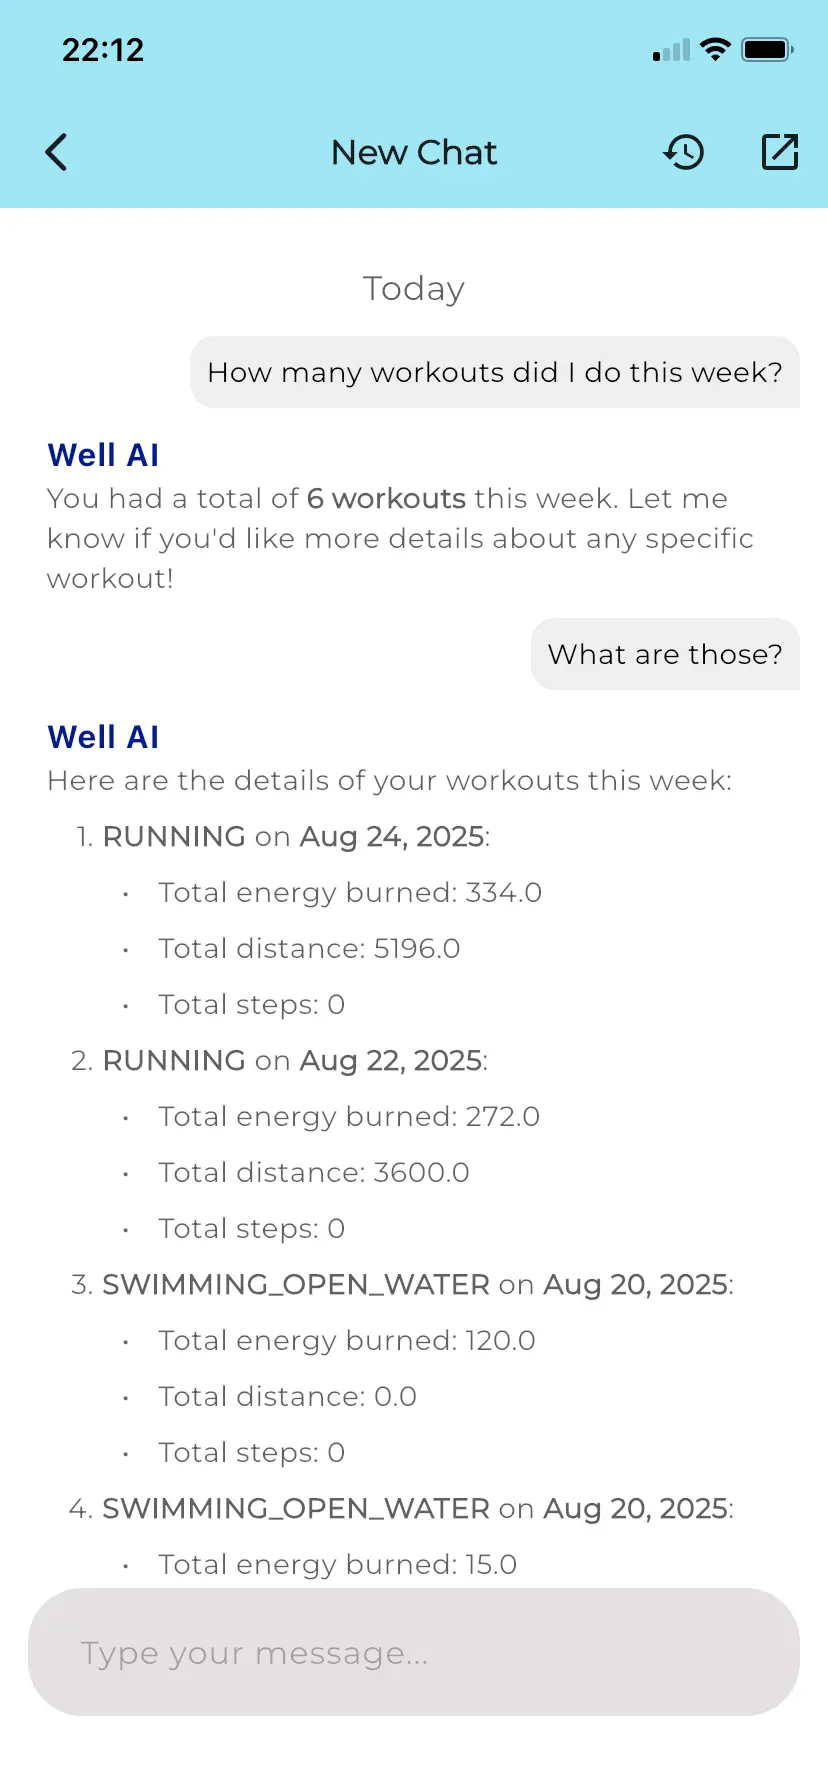 22:12
New Chat
Today
How many workouts did I do this week?
Well AI
You had a total of 6 workouts this week. Let me
know if you'd like more details about any specific
workout!
What are those?
Well AI
Here are the details of your workouts this week:
1. RUNNING on Aug 24, 2025:
• Total energy burned: 334.0
• Total distance: 5196.0
• Total steps: 0
2. RUNNING on Aug 22, 2025:
• Total energy burned: 272.0
• Total distance: 3600.0
• Total steps: 0
3. SWIMMING_OPEN_WATER on Aug 20, 2025:
• Total energy burned: 120.0
• Total distance: 0.0
• Total steps: 0
4. SWIMMING_OPEN_WATER on Aug 20, 2025:
• Total energy burned: 15.0
Type your message...